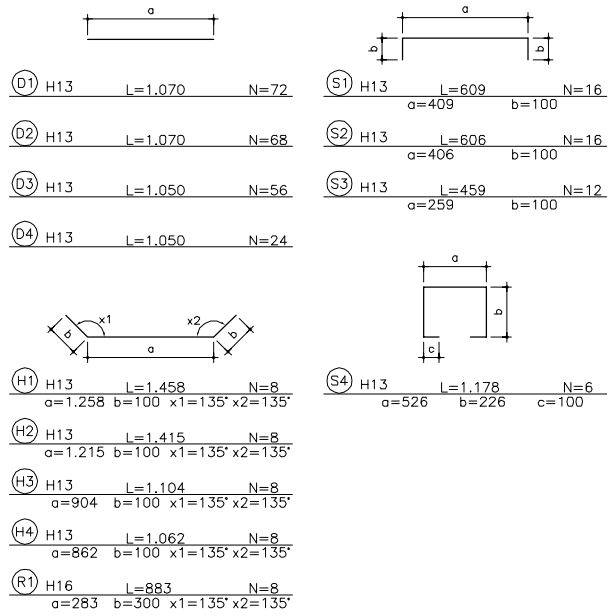 a
D1 H13 L=1.070 N=72
D2 H13 L=1.070 N=68
D3 H13 L=1.050 N=56
D4 H13 L=1.050 N=24
x1 x2
b a b
H1 H13 L=1.458 N=8
a=1.258 b=100 x1=135° x2=135°
H2 H13 L=1.415 N=8
a=1.215 b=100 x1=135° x2=135°
H3 H13 L=1.104 N=8
a=904 b=100 x1=135° x2=135°
H4 H13 L=1.062 N=8
a=862 b=100 x1=135° x2=135°
R1 H16 L=883 N=8
a=283 b=300 x1=135° x2=135°
a
b b
S1 H13 L=609 N=16
a=409 b=100
S2 H13 L=606 N=16
a=406 b=100
S3 H13 L=459 N=12
a=259 b=100
a
b
c
S4 H13 L=1.178 N=6
a=526 b=226 c=100